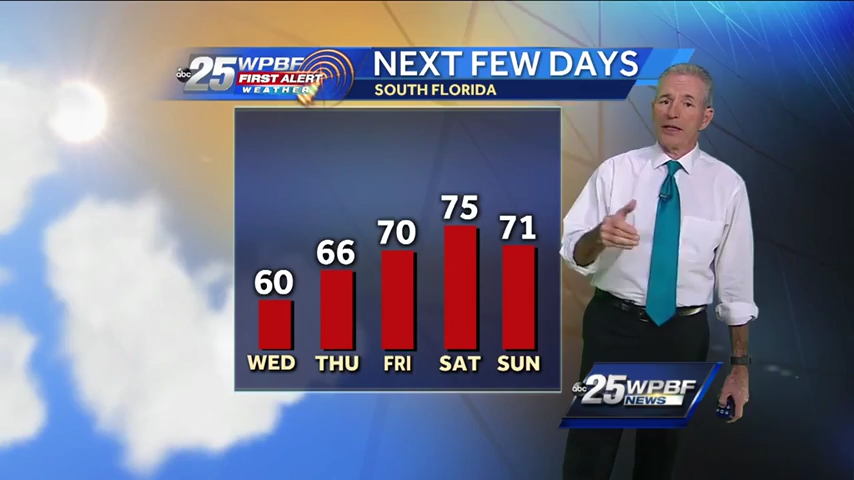 abc 25 WPBF
FIRST ALERT
WEATHER
NEXT FEW DAYS
SOUTH FLORIDA
60 66 70 75 71
WED THU FRI SAT SUN
abc 25 WPBF
NEWS